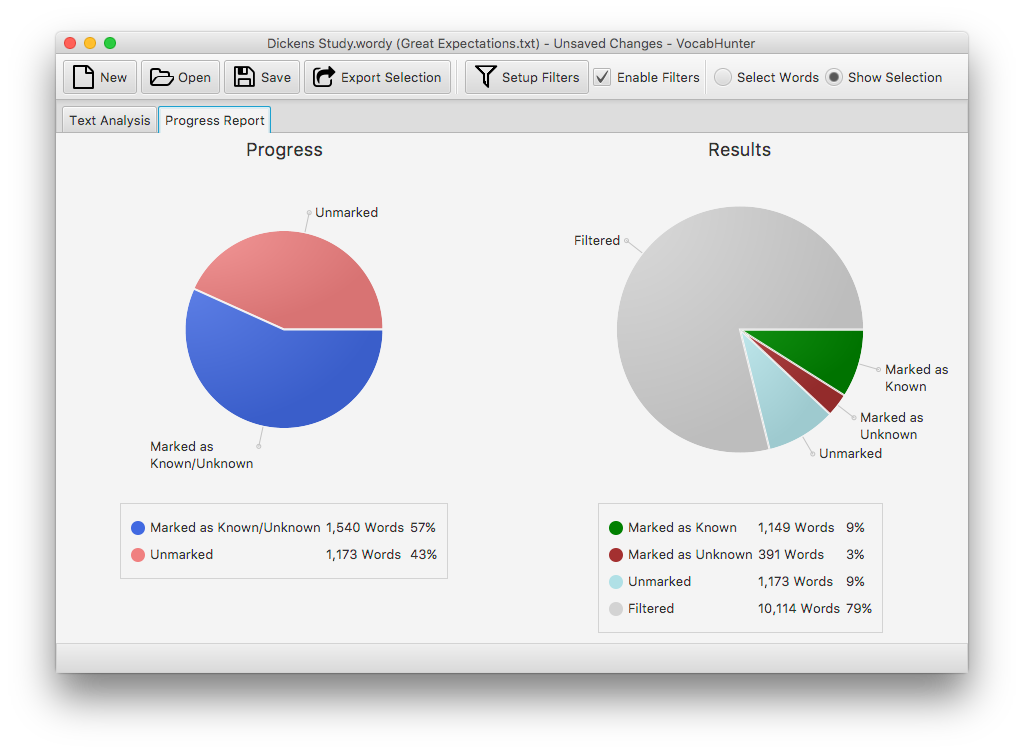 Dickens Study.wordy (Great Expectations.txt) - Unsaved Changes - VocabHunter
New Open Save Export Selection Setup Filters Enable Filters Select Words Show Selection
Text Analysis Progress Report
Progress
Unmarked
Marked as
Known/Unknown
Marked as Known/Unknown 1,540 Words 57%
Unmarked 1,173 Words 43%
Results
Filtered
Marked as
Known
Marked as
Unknown
Unmarked
Marked as Known 1,149 Words 9%
Marked as Unknown 391 Words 3%
Unmarked 1,173 Words 9%
Filtered 10,114 Words 79%